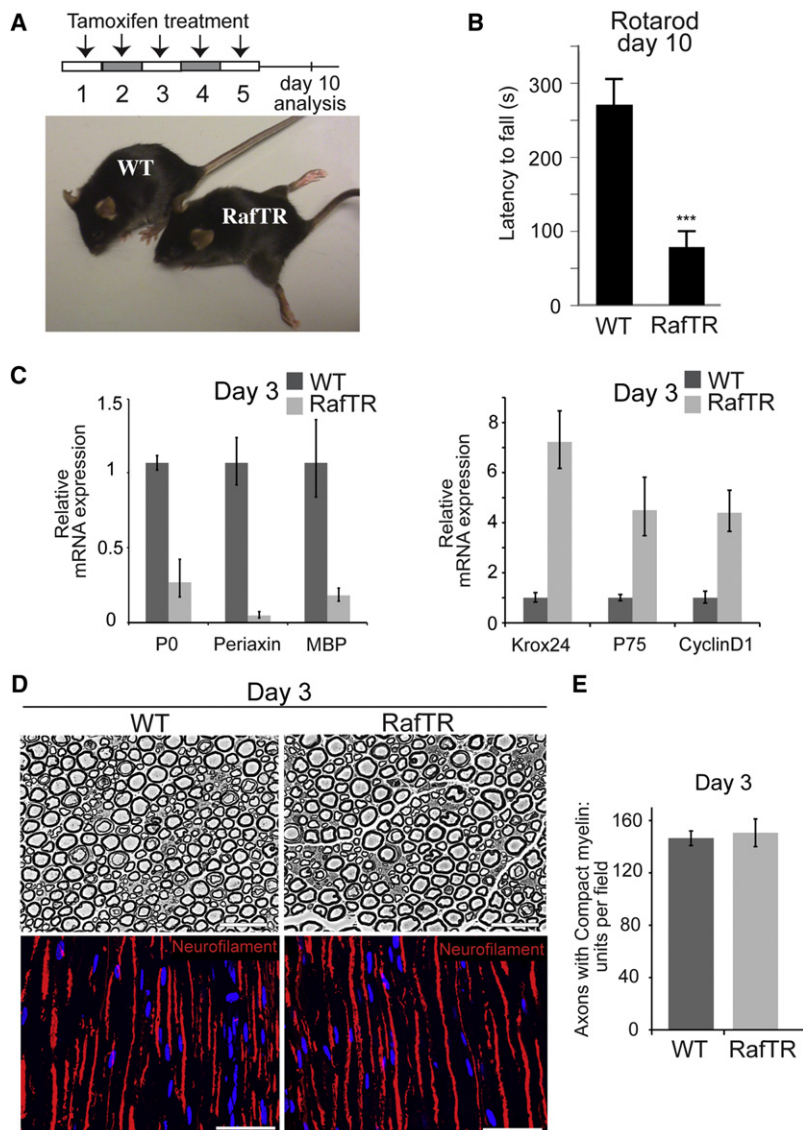 A
Tamoxifen treatment
1 2 3 4 5
day 10
analysis
WT
RafTR
B
Rotarod
day 10
Latency to fall (s)
300
200
100
0
***
WT RafTR
C
Day 3
WT
RafTR
Relative
mRNA expression
1.5
1
0.5
0
P0 Periaxin MBP
Day 3
WT
RafTR
Relative
mRNA expression
8
6
4
2
1
0
Krox24 P75 CyclinD1
D
Day 3
WT RafTR
Neurofilament
Neurofilament
E
Day 3
Axons with Compact myelin:
units per field
160
120
80
40
0
WT RafTR